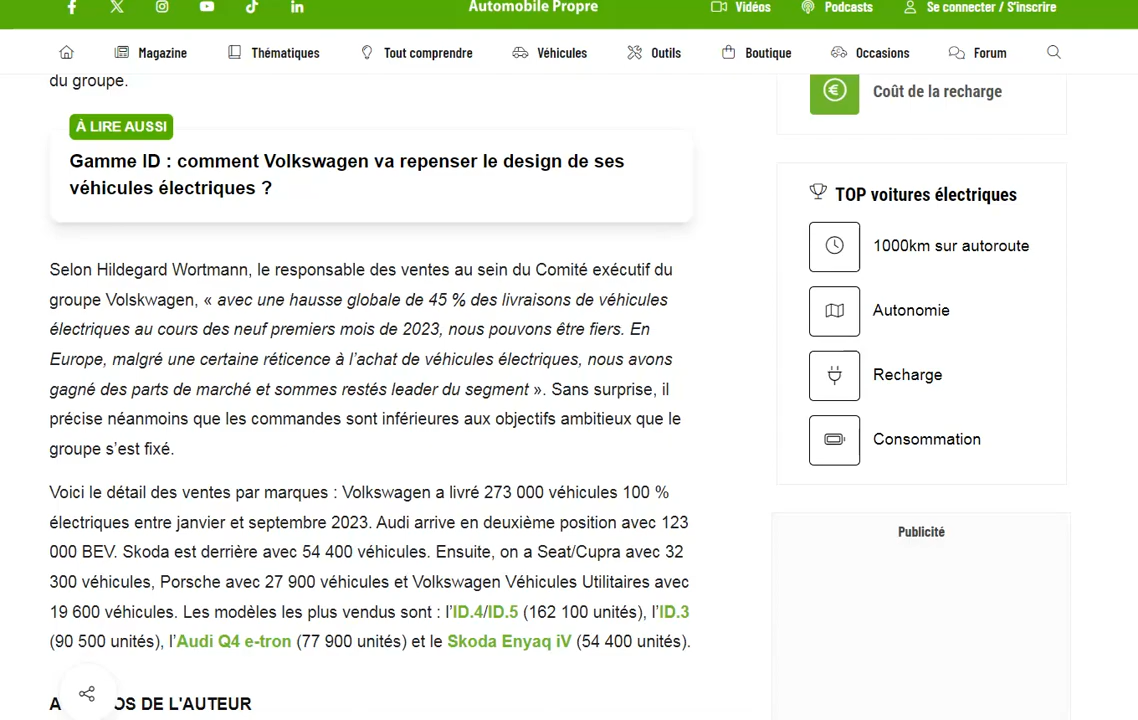 Automobile Propre
Vidéos
Podcasts
Se connecter / S'inscrire
Magazine
Thématiques
Tout comprendre
Véhicules
Outils
Boutique
Occasions
Forum
du groupe.
À LIRE AUSSI
Gamme ID : comment Volkswagen va repenser le design de ses
véhicules électriques ?
Selon Hildegard Wortmann, le responsable des ventes au sein du Comité exécutif du
groupe Volskwagen, « avec une hausse globale de 45 % des livraisons de véhicules
électriques au cours des neuf premiers mois de 2023, nous pouvons être fiers. En
Europe, malgré une certaine réticence à l’achat de véhicules électriques, nous avons
gagné des parts de marché et sommes restés leader du segment ». Sans surprise, il
précise néanmoins que les commandes sont inférieures aux objectifs ambitieux que le
groupe s’est fixé.
Voici le détail des ventes par marques : Volkswagen a livré 273 000 véhicules 100 %
électriques entre janvier et septembre 2023. Audi arrive en deuxième position avec 123
000 BEV. Skoda est derrière avec 54 400 véhicules. Ensuite, on a Seat/Cupra avec 32
300 véhicules, Porsche avec 27 900 véhicules et Volkswagen Véhicules Utilitaires avec
19 600 véhicules. Les modèles les plus vendus sont : l’ID.4/ID.5 (162 100 unités), l’ID.3
(90 500 unités), l’Audi Q4 e-tron (77 900 unités) et le Skoda Enyaq iV (54 400 unités).
A OS DE L'AUTEUR
€ Coût de la recharge
TOP voitures électriques
1000km sur autoroute
Autonomie
Recharge
Consommation
Publicité